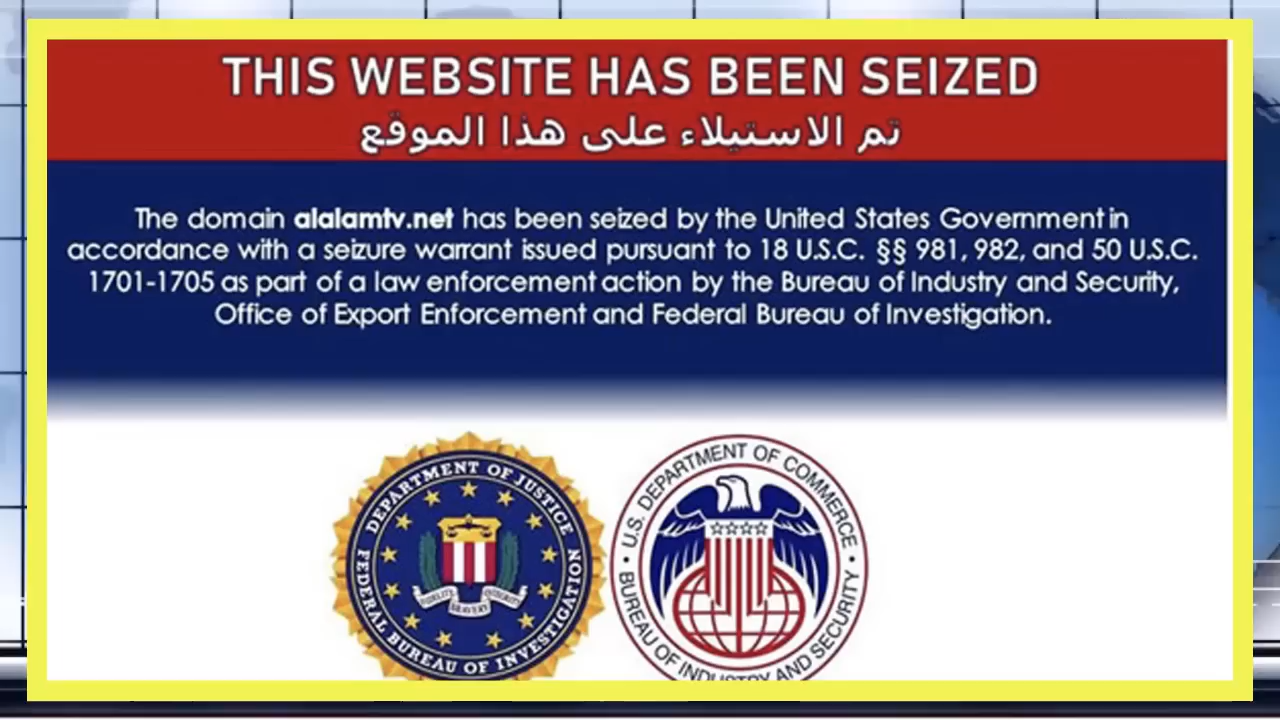 THIS WEBSITE HAS BEEN SEIZED
تم الاستيلاء على هذا الموقع
The domain alalamtv.net has been seized by the United States Government in
accordance with a seizure warrant issued pursuant to 18 U.S.C. §§ 981, 982, and 50 U.S.C.
1701-1705 as part of a law enforcement action by the Bureau of Industry and Security,
Office of Export Enforcement and Federal Bureau of Investigation.
DEPARTMENT OF JUSTICE
FEDERAL BUREAU OF INVESTIGATION
FIDELITY BRAVERY INTEGRITY
U.S. DEPARTMENT OF COMMERCE
BUREAU OF INDUSTRY AND SECURITY